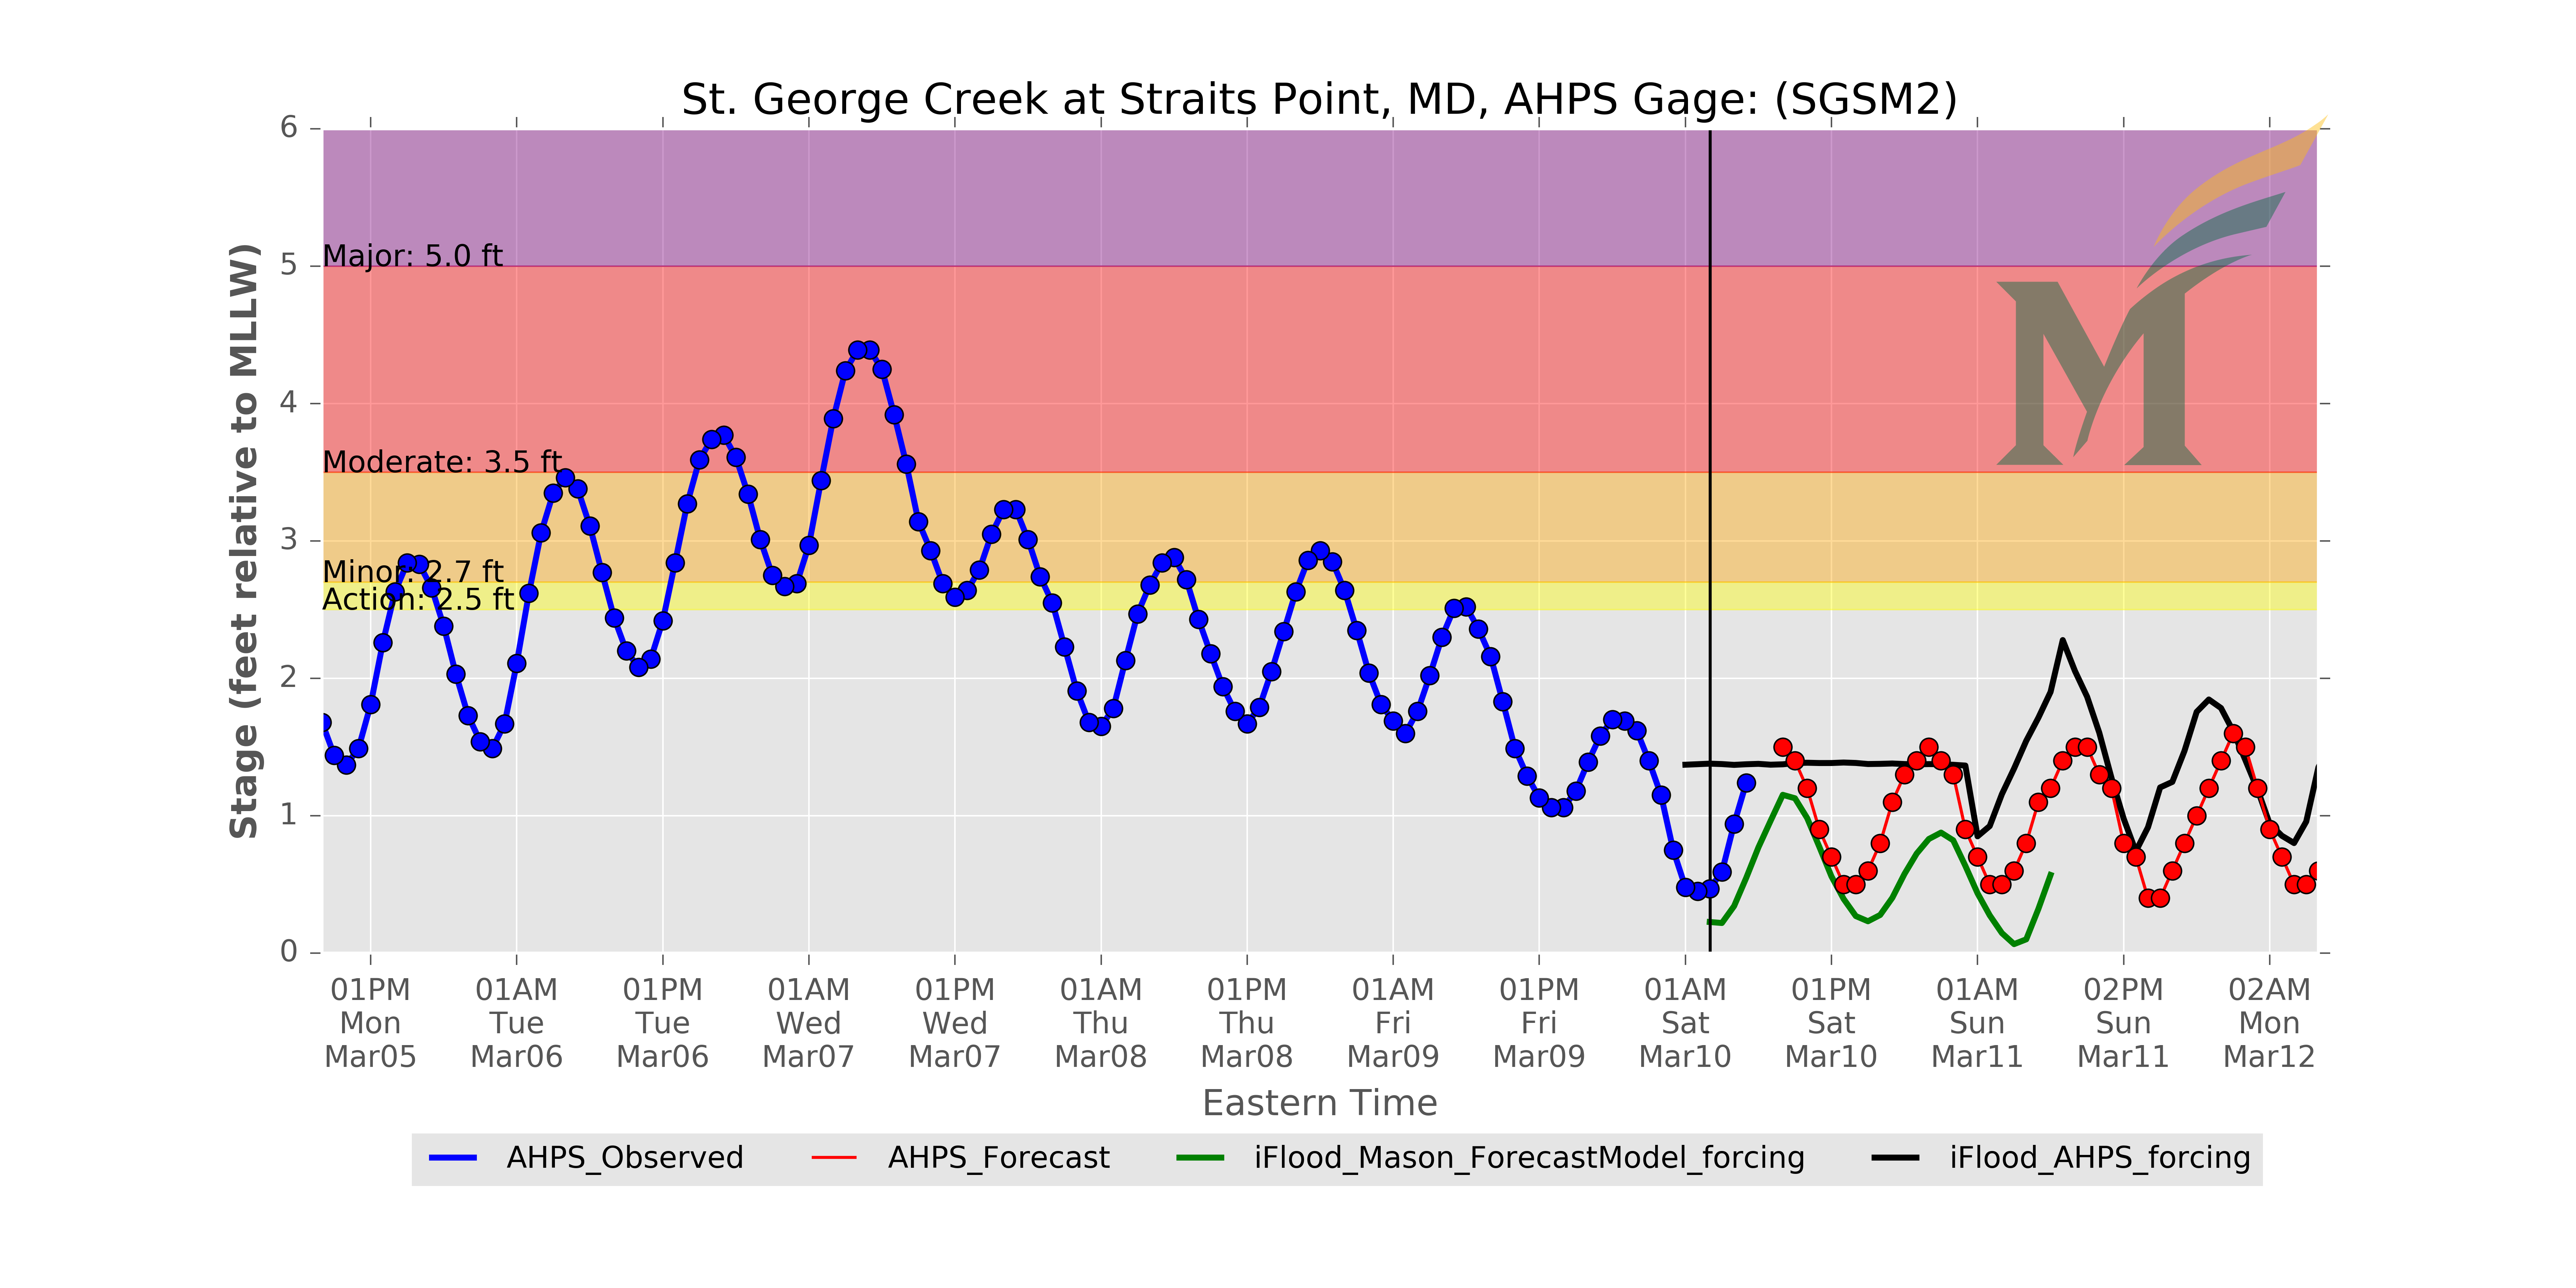 St. George Creek at Straits Point, MD, AHPS Gage: (SGSM2)
6
5
4
3
2
1
0
Stage (feet relative to MLLW)
Major: 5.0 ft
Moderate: 3.5 ft
Minor: 2.7 ft
Action: 2.5 ft
M
01PM 01AM 01PM 01AM 01PM 01AM 01PM 01AM 01PM 01AM 01PM 01AM 02PM 02AM
Mon Tue Tue Wed Wed Thu Thu Fri Fri Sat Sat Sun Sun Mon
Mar05 Mar06 Mar06 Mar07 Mar07 Mar08 Mar08 Mar09 Mar09 Mar10 Mar10 Mar11 Mar11 Mar12
Eastern Time
AHPS_Observed AHPS_Forecast iFlood_Mason_ForecastModel_forcing iFlood_AHPS_forcing